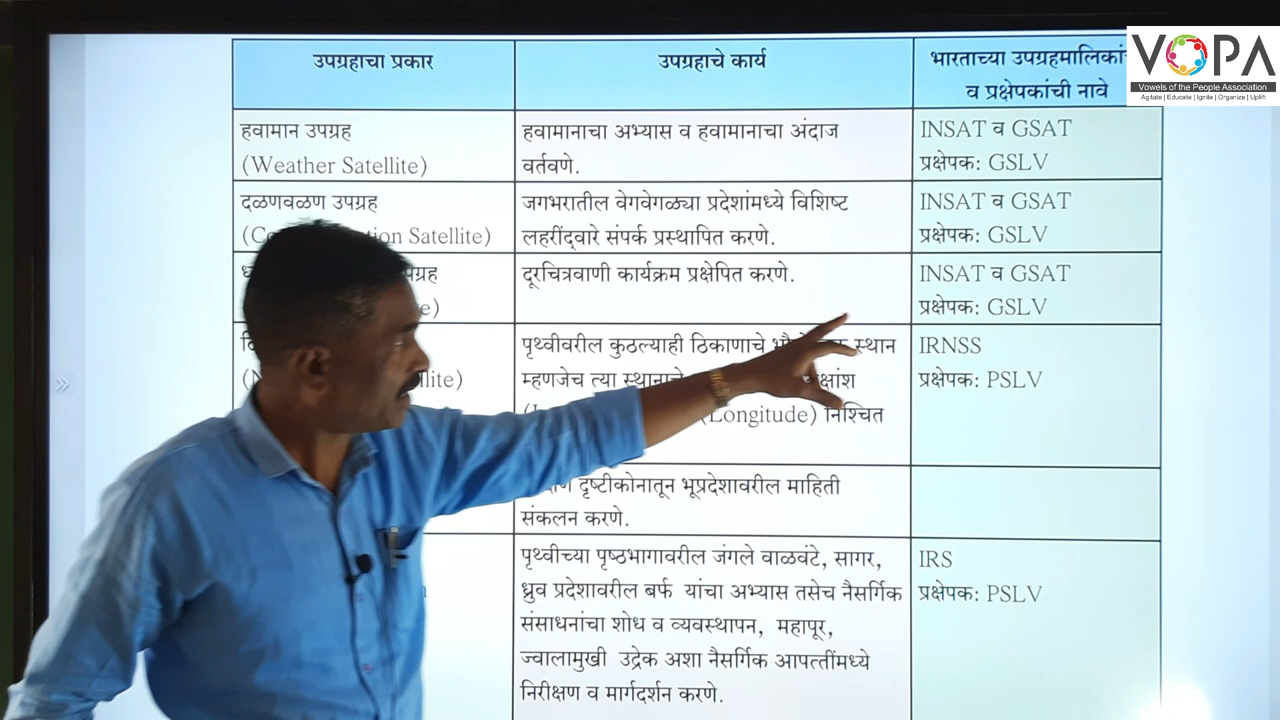 VOPA
Vowels of the People Association
Agitate | Educate | Ignite | Organize | Uplift
उपग्रहाचा प्रकार
उपग्रहाचे कार्य
भारताच्या
व प्रक्षेपकांची नावे
हवामान उपग्रह
(Weather Satellite)
हवामानाचा अभ्यास व हवामानाचा अंदाज
वर्तवणे.
INSAT व GSAT
प्रक्षेपक: GSLV
दळणवळण उपग्रह
Satellite)
जगभरातील वेगवेगळ्या प्रदेशांमध्ये विशिष्ट
लहरींद्वारे संपर्क प्रस्थापित करणे.
INSAT व GSAT
प्रक्षेपक: GSLV
दूरचित्रवाणी कार्यक्रम प्रक्षेपित करणे.
INSAT व GSAT
प्रक्षेपक: GSLV
पृथ्वीवरील कुठल्याही ठिकाणाचे स्थान
म्हणजेच त्या स्थानाचे
(Longitude) निश्चित
IRNSS
प्रक्षेपक: PSLV
दृष्टीकोनातून भूप्रदेशावरील माहिती
संकलन करणे.
पृथ्वीच्या पृष्ठभागावरील जंगले वाळवंटे, सागर,
ध्रुव प्रदेशावरील बर्फ यांचा अभ्यास तसेच नैसर्गिक
संसाधनांचा शोध व व्यवस्थापन, महापूर,
ज्वालामुखी उद्रेक अशा नैसर्गिक आपत्तींमध्ये
निरीक्षण व मार्गदर्शन करणे.
IRS
प्रक्षेपक: PSLV